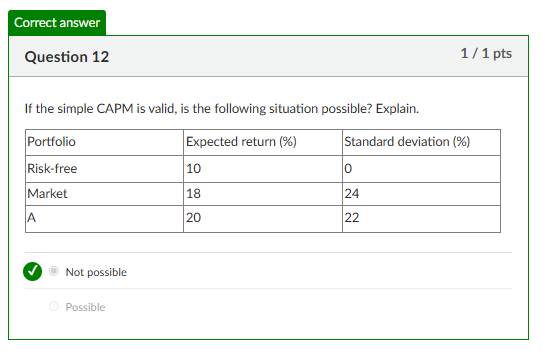 Correct answer
Question 12 1 / 1 pts
If the simple CAPM is valid, is the following situation possible? Explain.
Portfolio Expected return (%) Standard deviation (%)
Risk-free 10 0
Market 18 24
A 20 22
Not possible
Possible